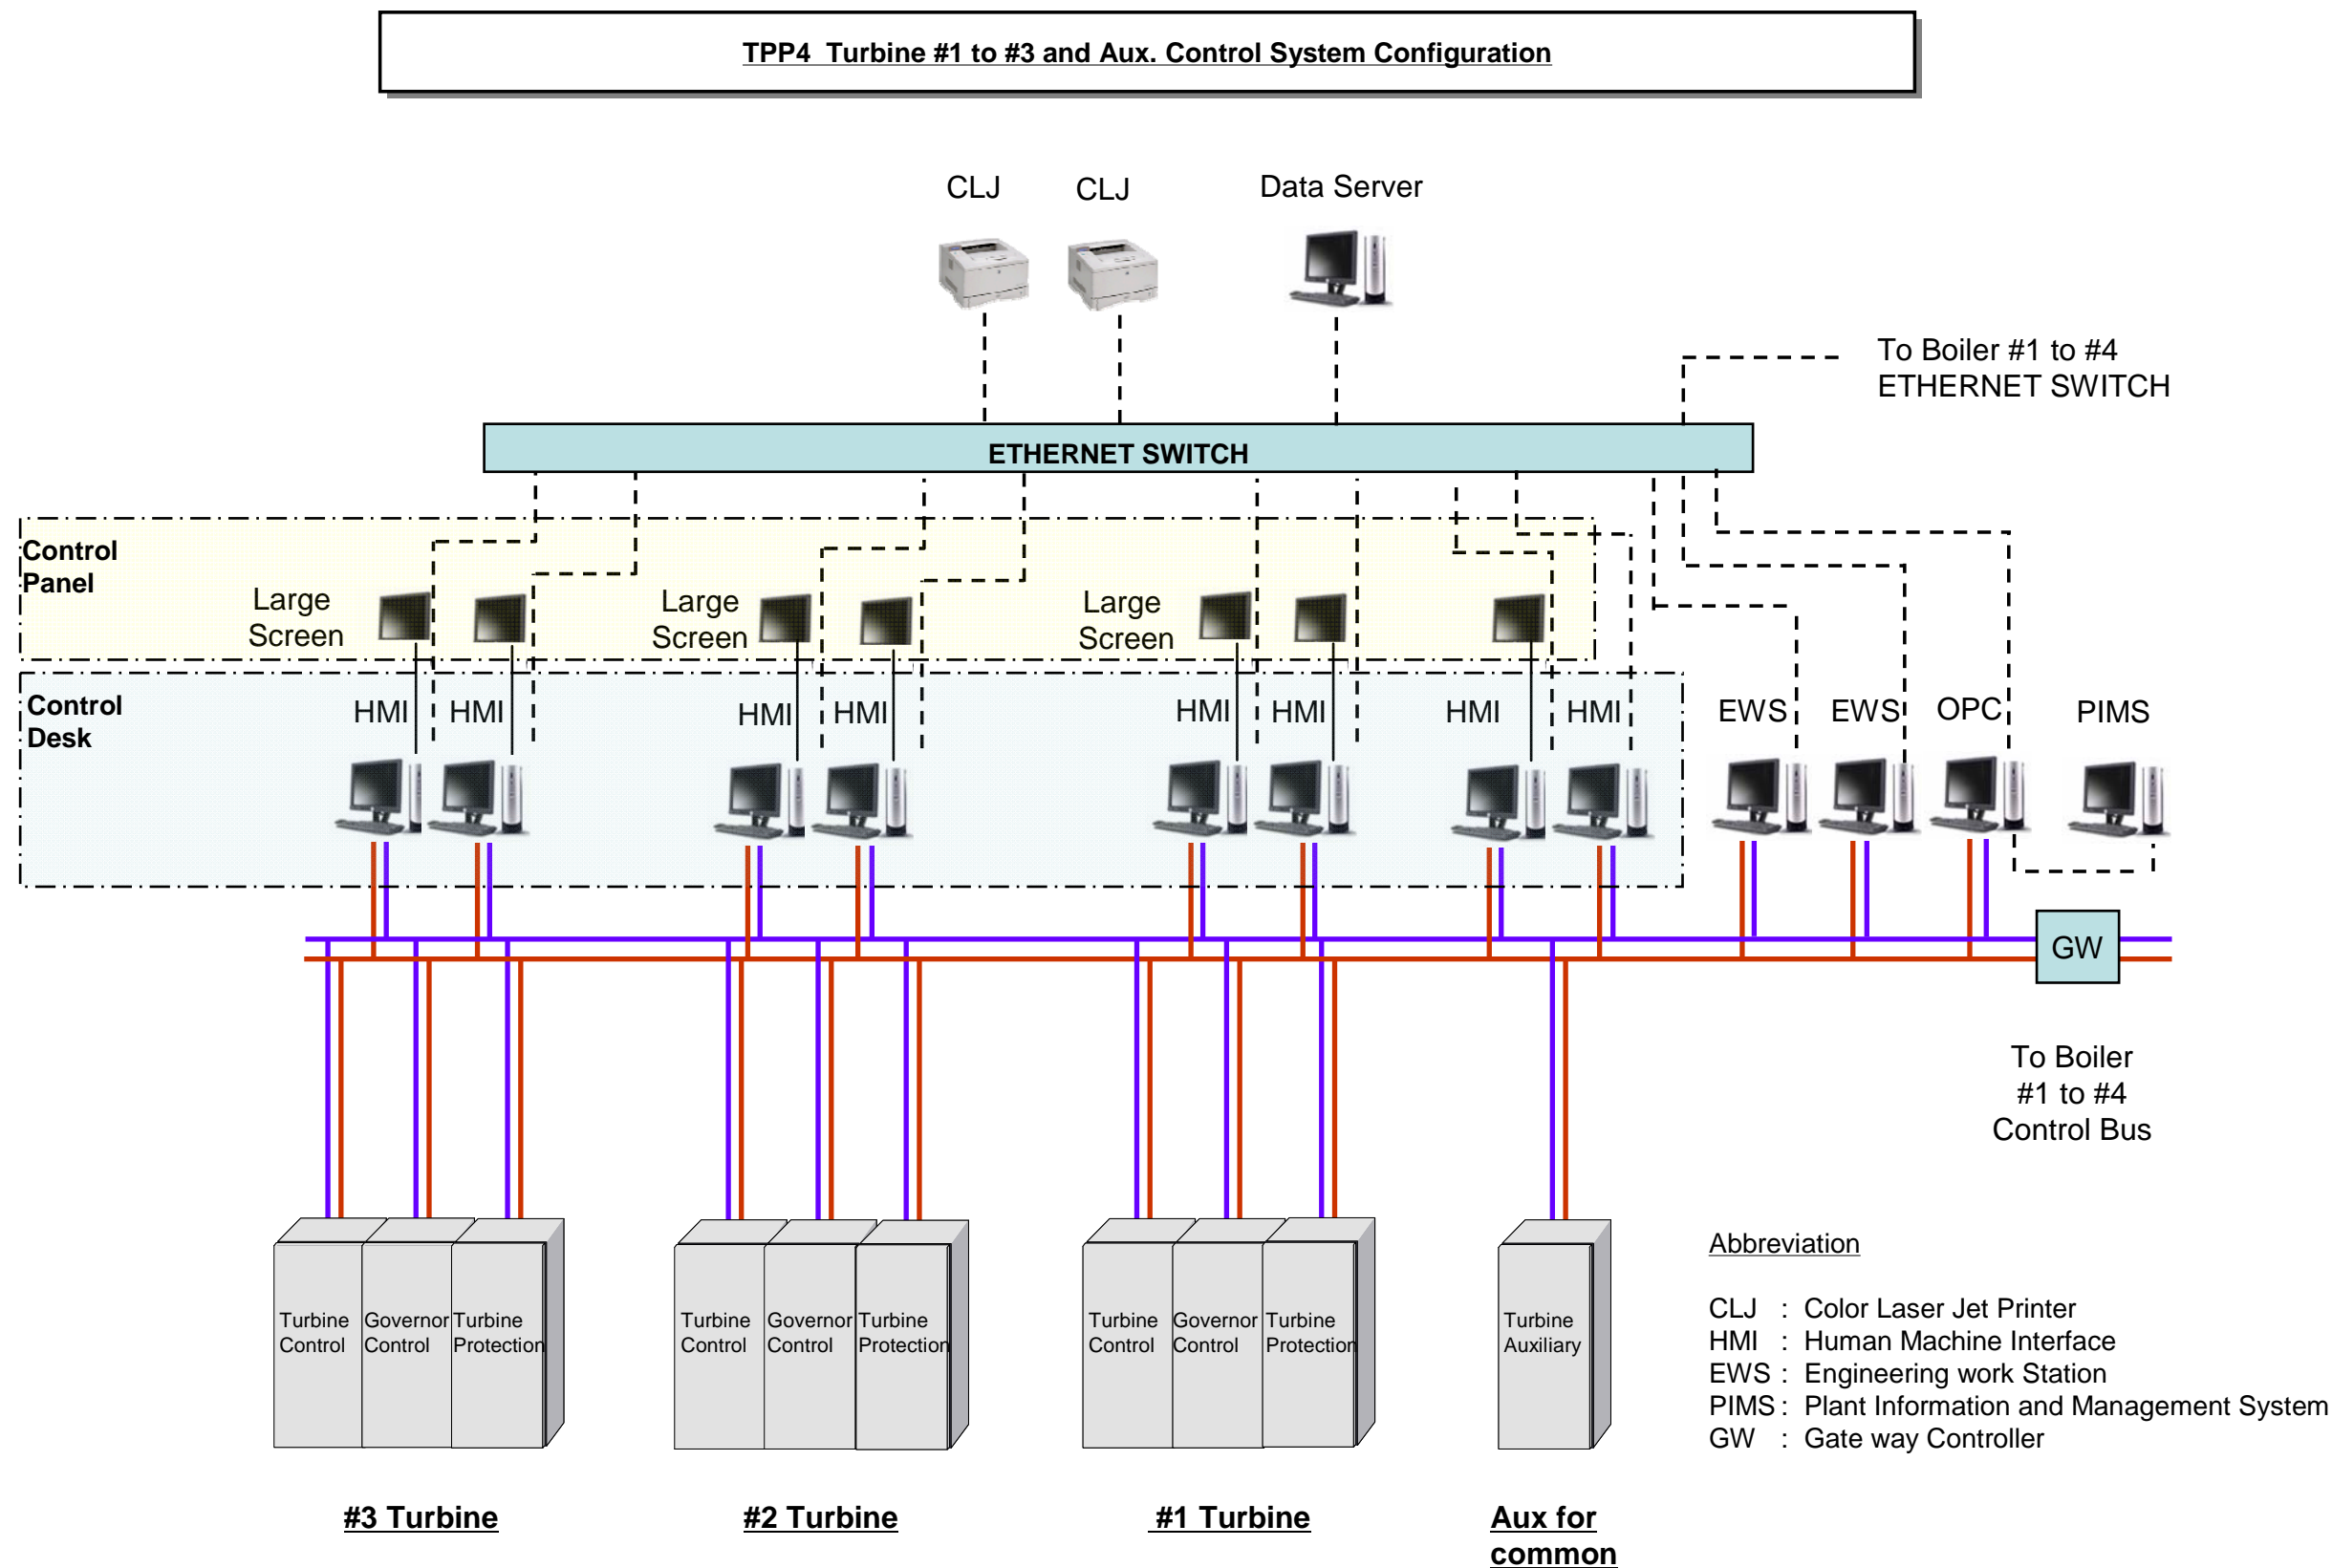 TPP4 Turbine #1 to #3 and Aux. Control System Configuration
CLJ
CLJ
Data Server
To Boiler #1 to #4
ETHERNET SWITCH
ETHERNET SWITCH
Control
Panel
Large
Screen
Large
Screen
Large
Screen
Control
Desk
HMI
HMI
HMI
HMI
HMI
HMI
HMI
HMI
EWS
EWS
OPC
PIMS
GW
To Boiler
#1 to #4
Control Bus
Turbine
Control
Governor
Control
Turbine
Protection
Turbine
Control
Governor
Control
Turbine
Protection
Turbine
Control
Governor
Control
Turbine
Protection
Turbine
Auxiliary
Abbreviation
CLJ : Color Laser Jet Printer
HMI : Human Machine Interface
EWS : Engineering work Station
PIMS : Plant Information and Management System
GW : Gate way Controller
#3 Turbine
#2 Turbine
#1 Turbine
Aux for
common